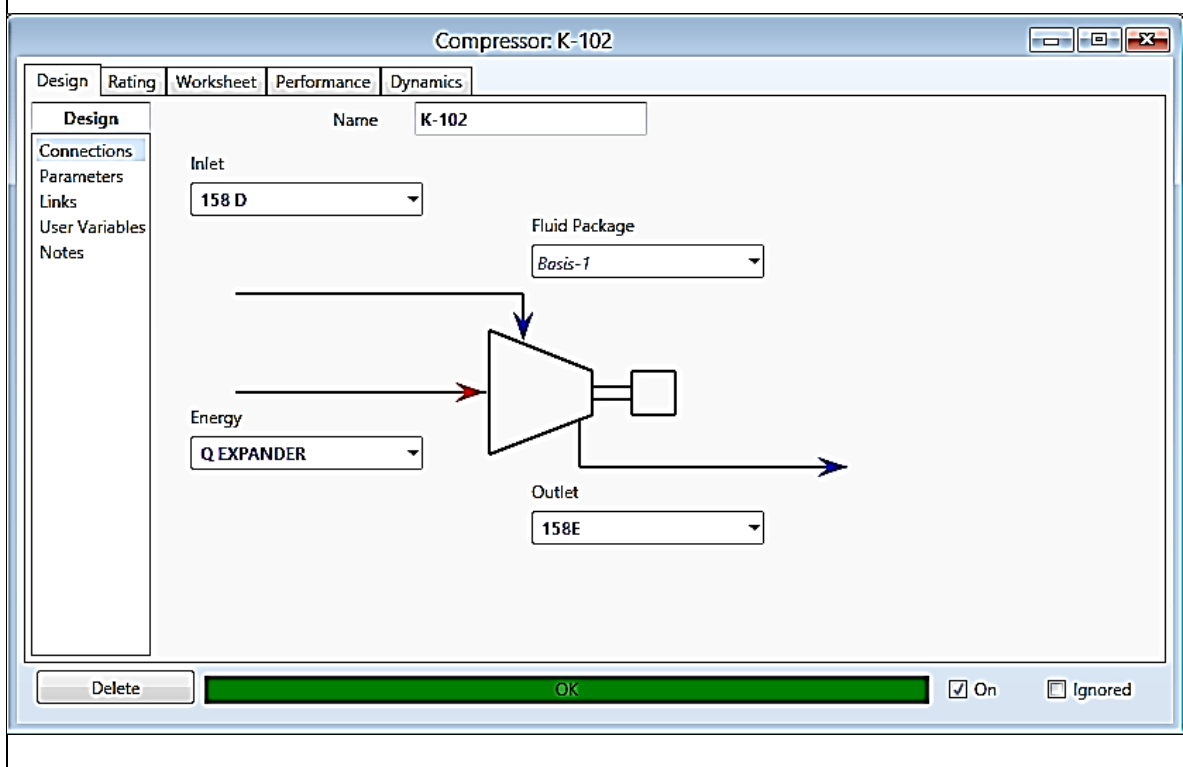 Compressor: K-102
Design Rating Worksheet Performance Dynamics
Design
Connections
Parameters
Links
User Variables
Notes
Name K-102
Inlet
158 D
Fluid Package
Basis-1
Energy
Q EXPANDER
Outlet
158E
Delete OK On Ignored